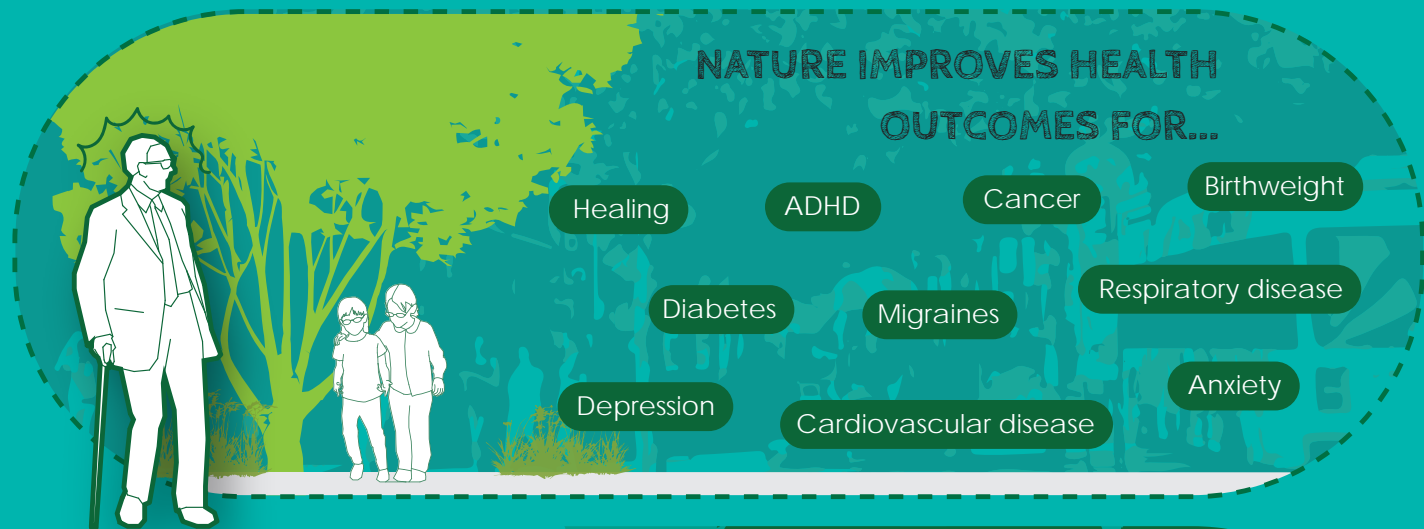 NATURE IMPROVES HEALTH
OUTCOMES FOR...
Healing
ADHD
Cancer
Birthweight
Diabetes
Migraines
Respiratory disease
Depression
Cardiovascular disease
Anxiety